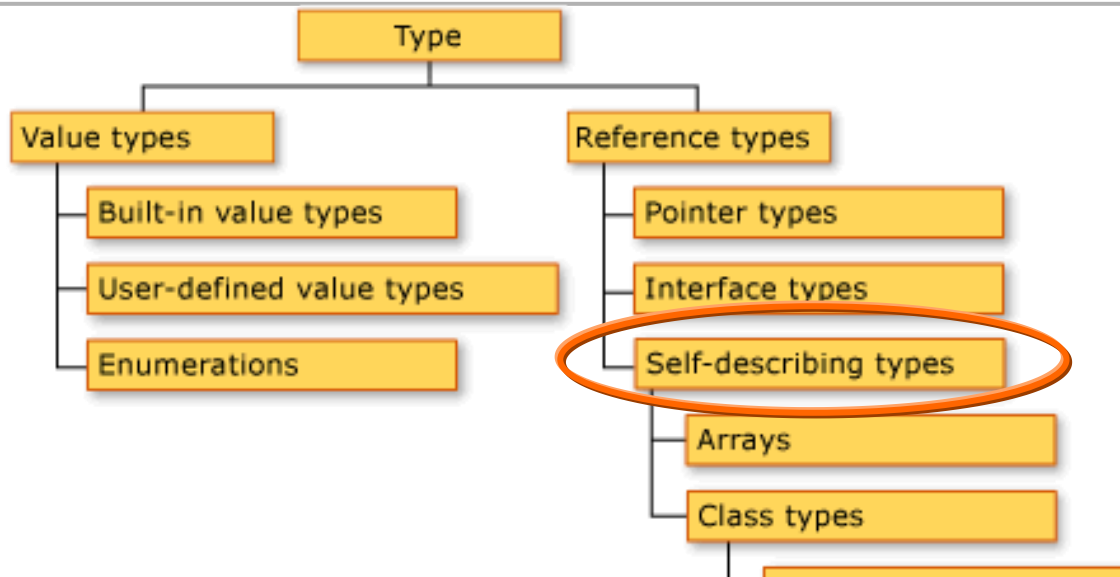 Type
Value types
Reference types
Built-in value types
Pointer types
User-defined value types
Interface types
Enumerations
Self-describing types
Arrays
Class types